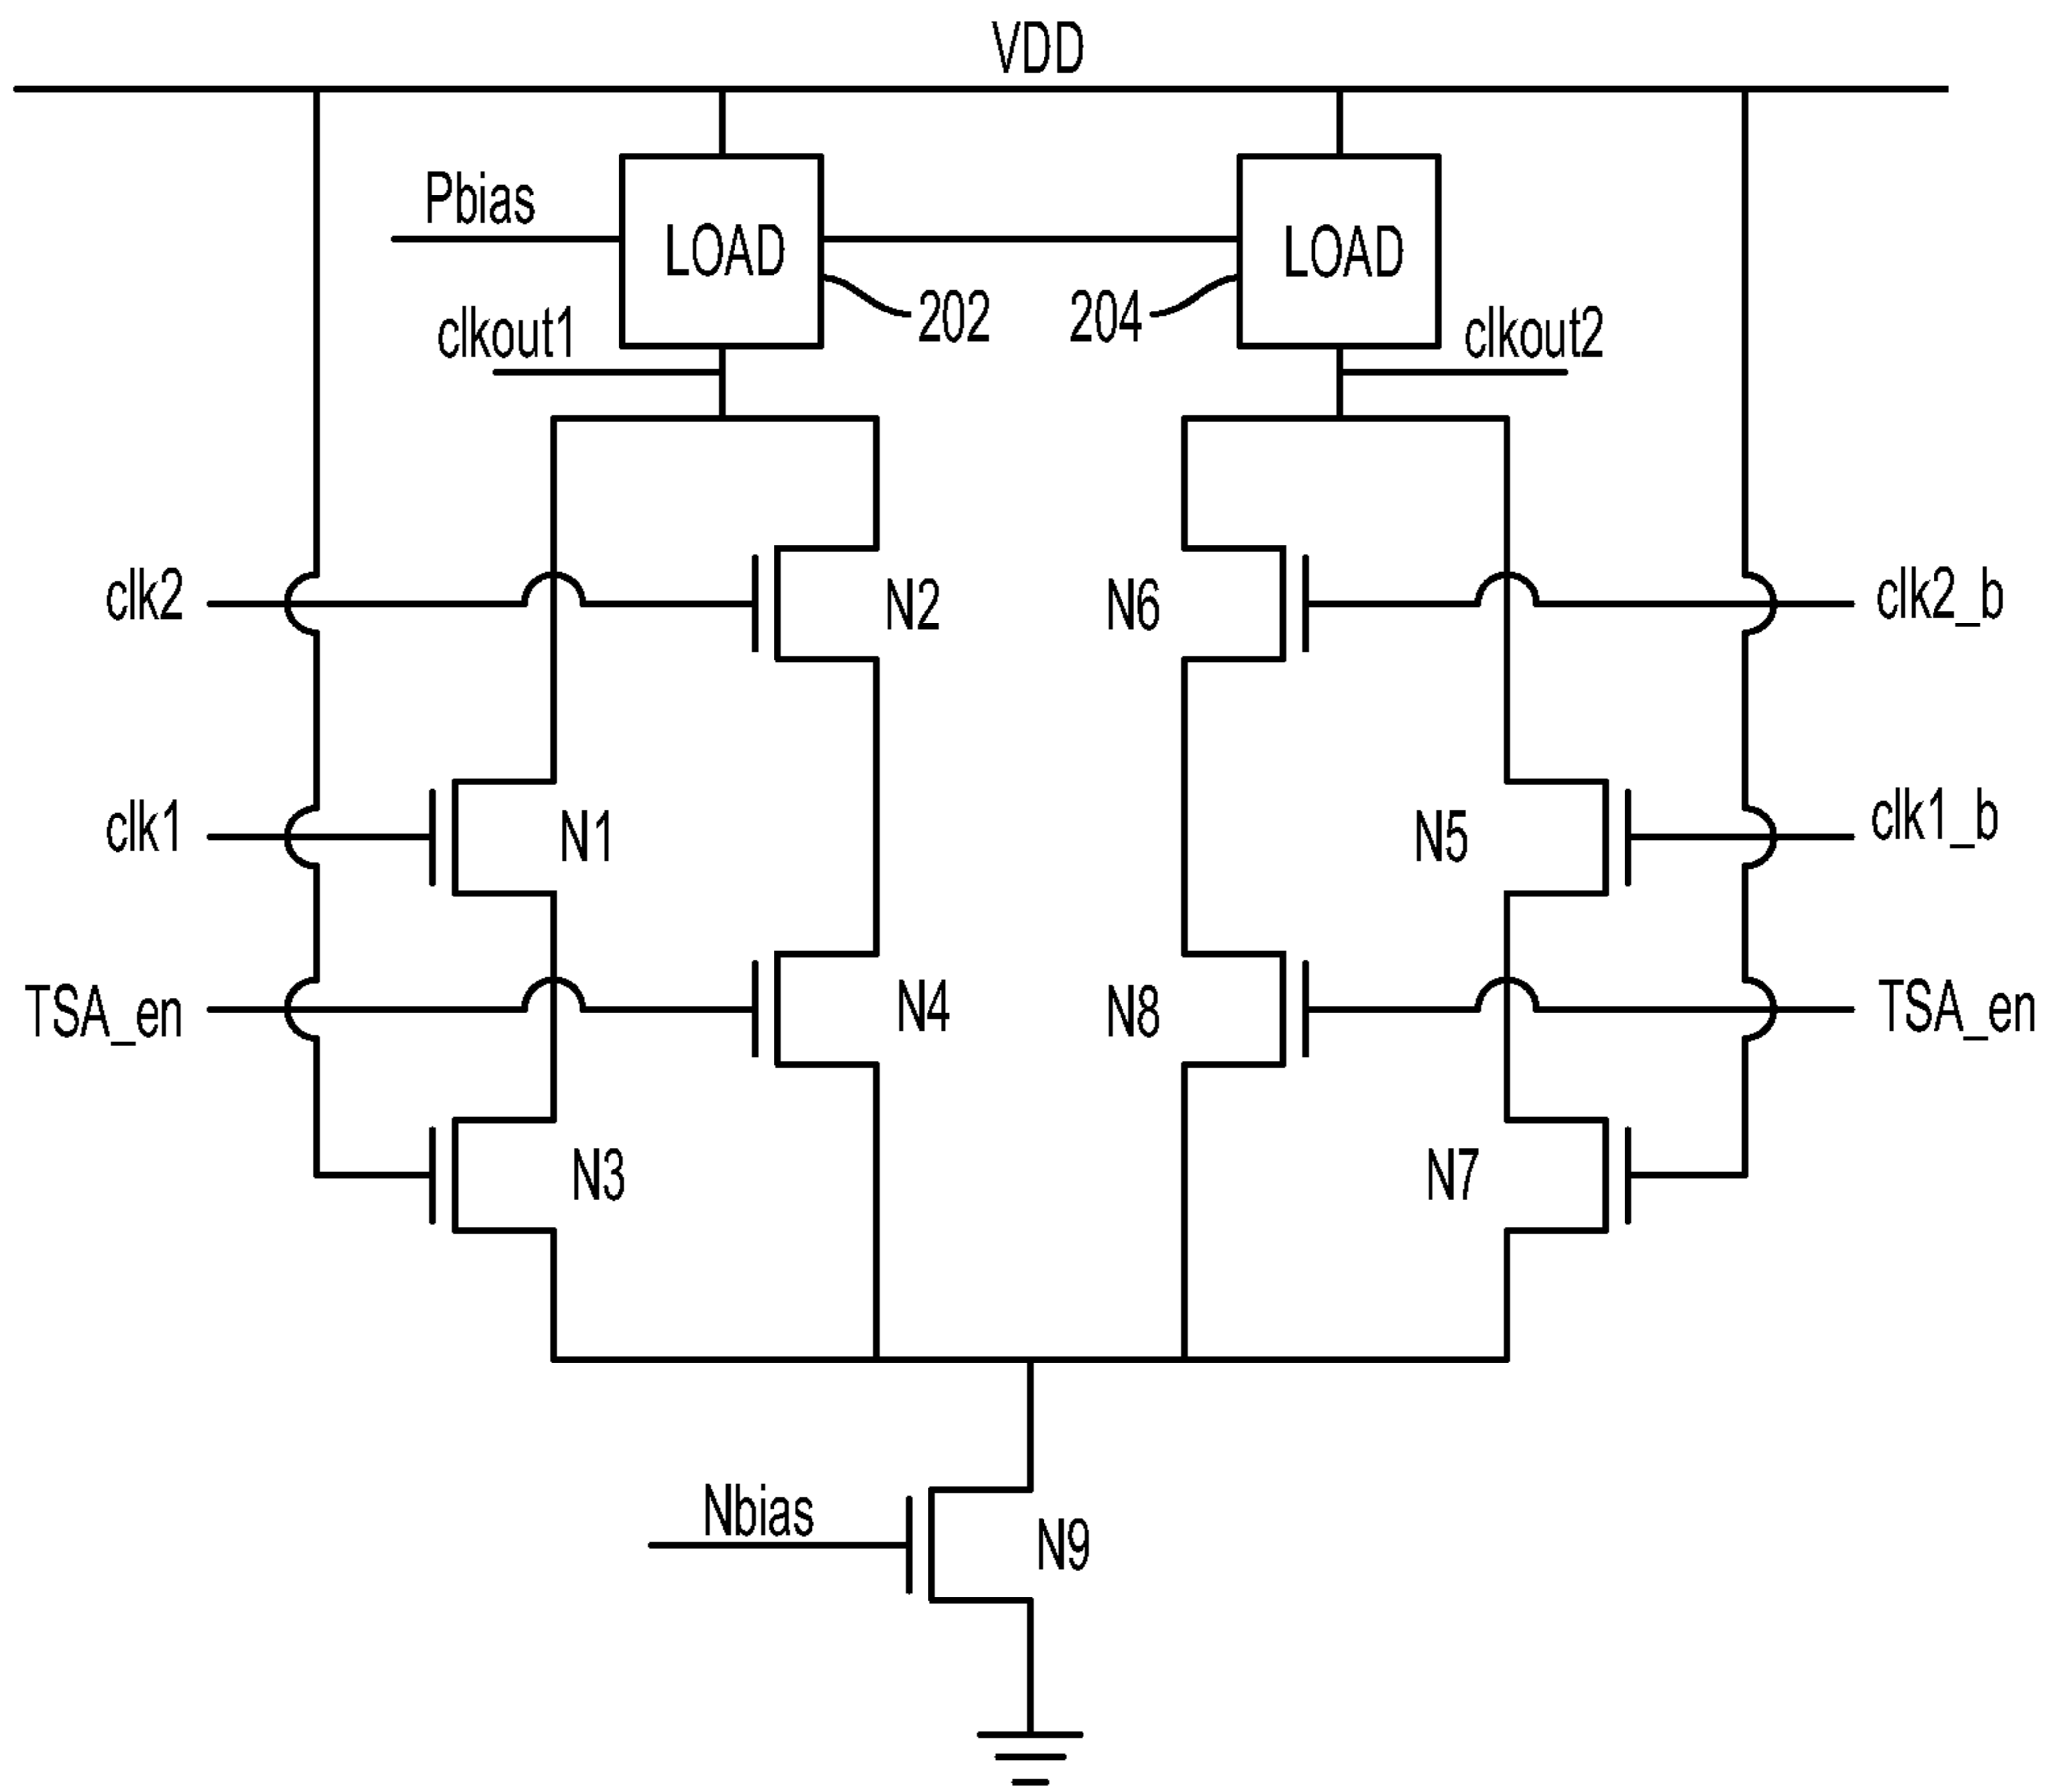 VDD
Pbias
LOAD
LOAD
202
204
clkout1
clkout2
clk2
N2
N6
clk2_b
clk1
N1
N5
clk1_b
TSA_en
N4
N8
TSA_en
N3
N7
Nbias
N9